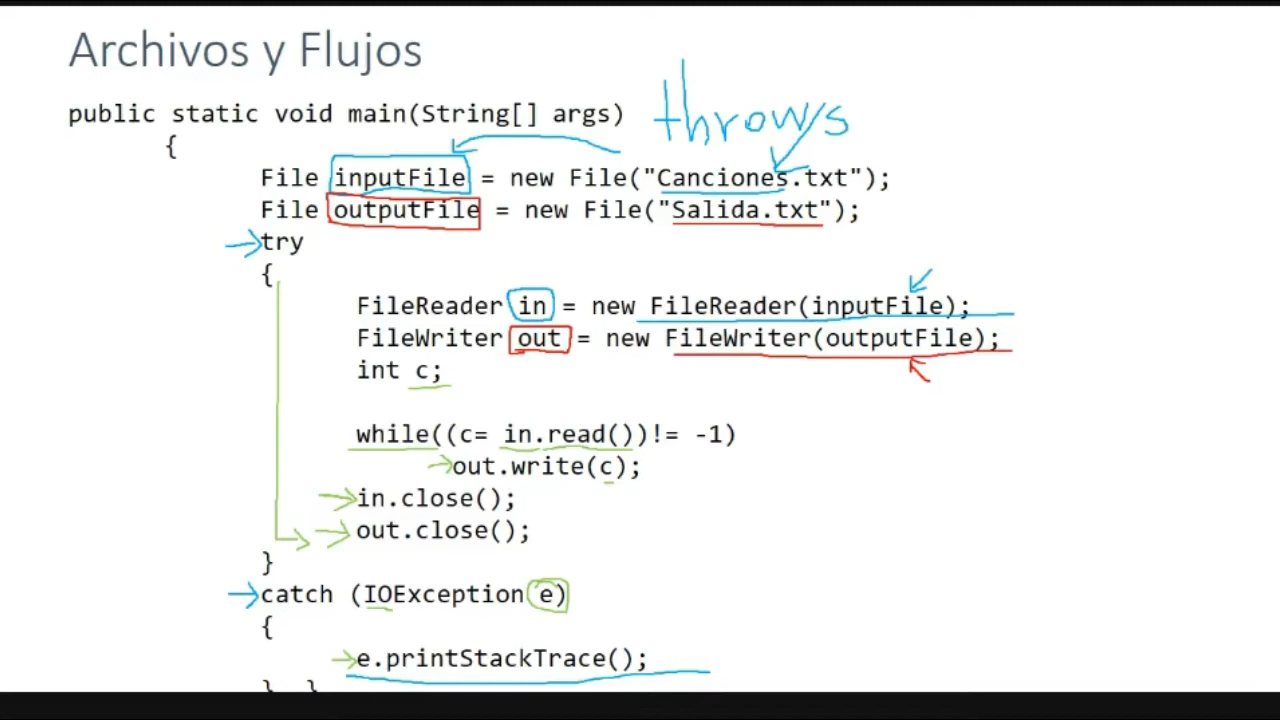 Archivos y Flujos
public static void main(String[] args) throws
{
File inputFile = new File("Canciones.txt");
File outputFile = new File("Salida.txt");
try
{
FileReader in = new FileReader(inputFile);
FileWriter out = new FileWriter(outputFile);
int c;
while((c= in.read())!= -1)
out.write(c);
in.close();
out.close();
}
catch (IOException e)
{
e.printStackTrace();
} }